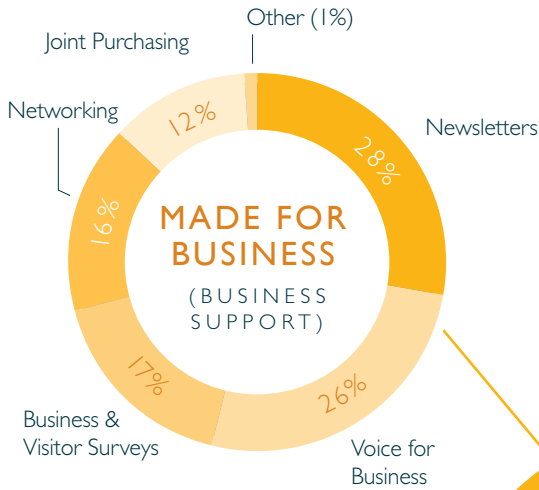 Other (1%)
Joint Purchasing
Networking
12%
Newsletters
28%
16%
MADE FOR
BUSINESS
(BUSINESS
SUPPORT)
17%
26%
Business &
Visitor Surveys
Voice for
Business